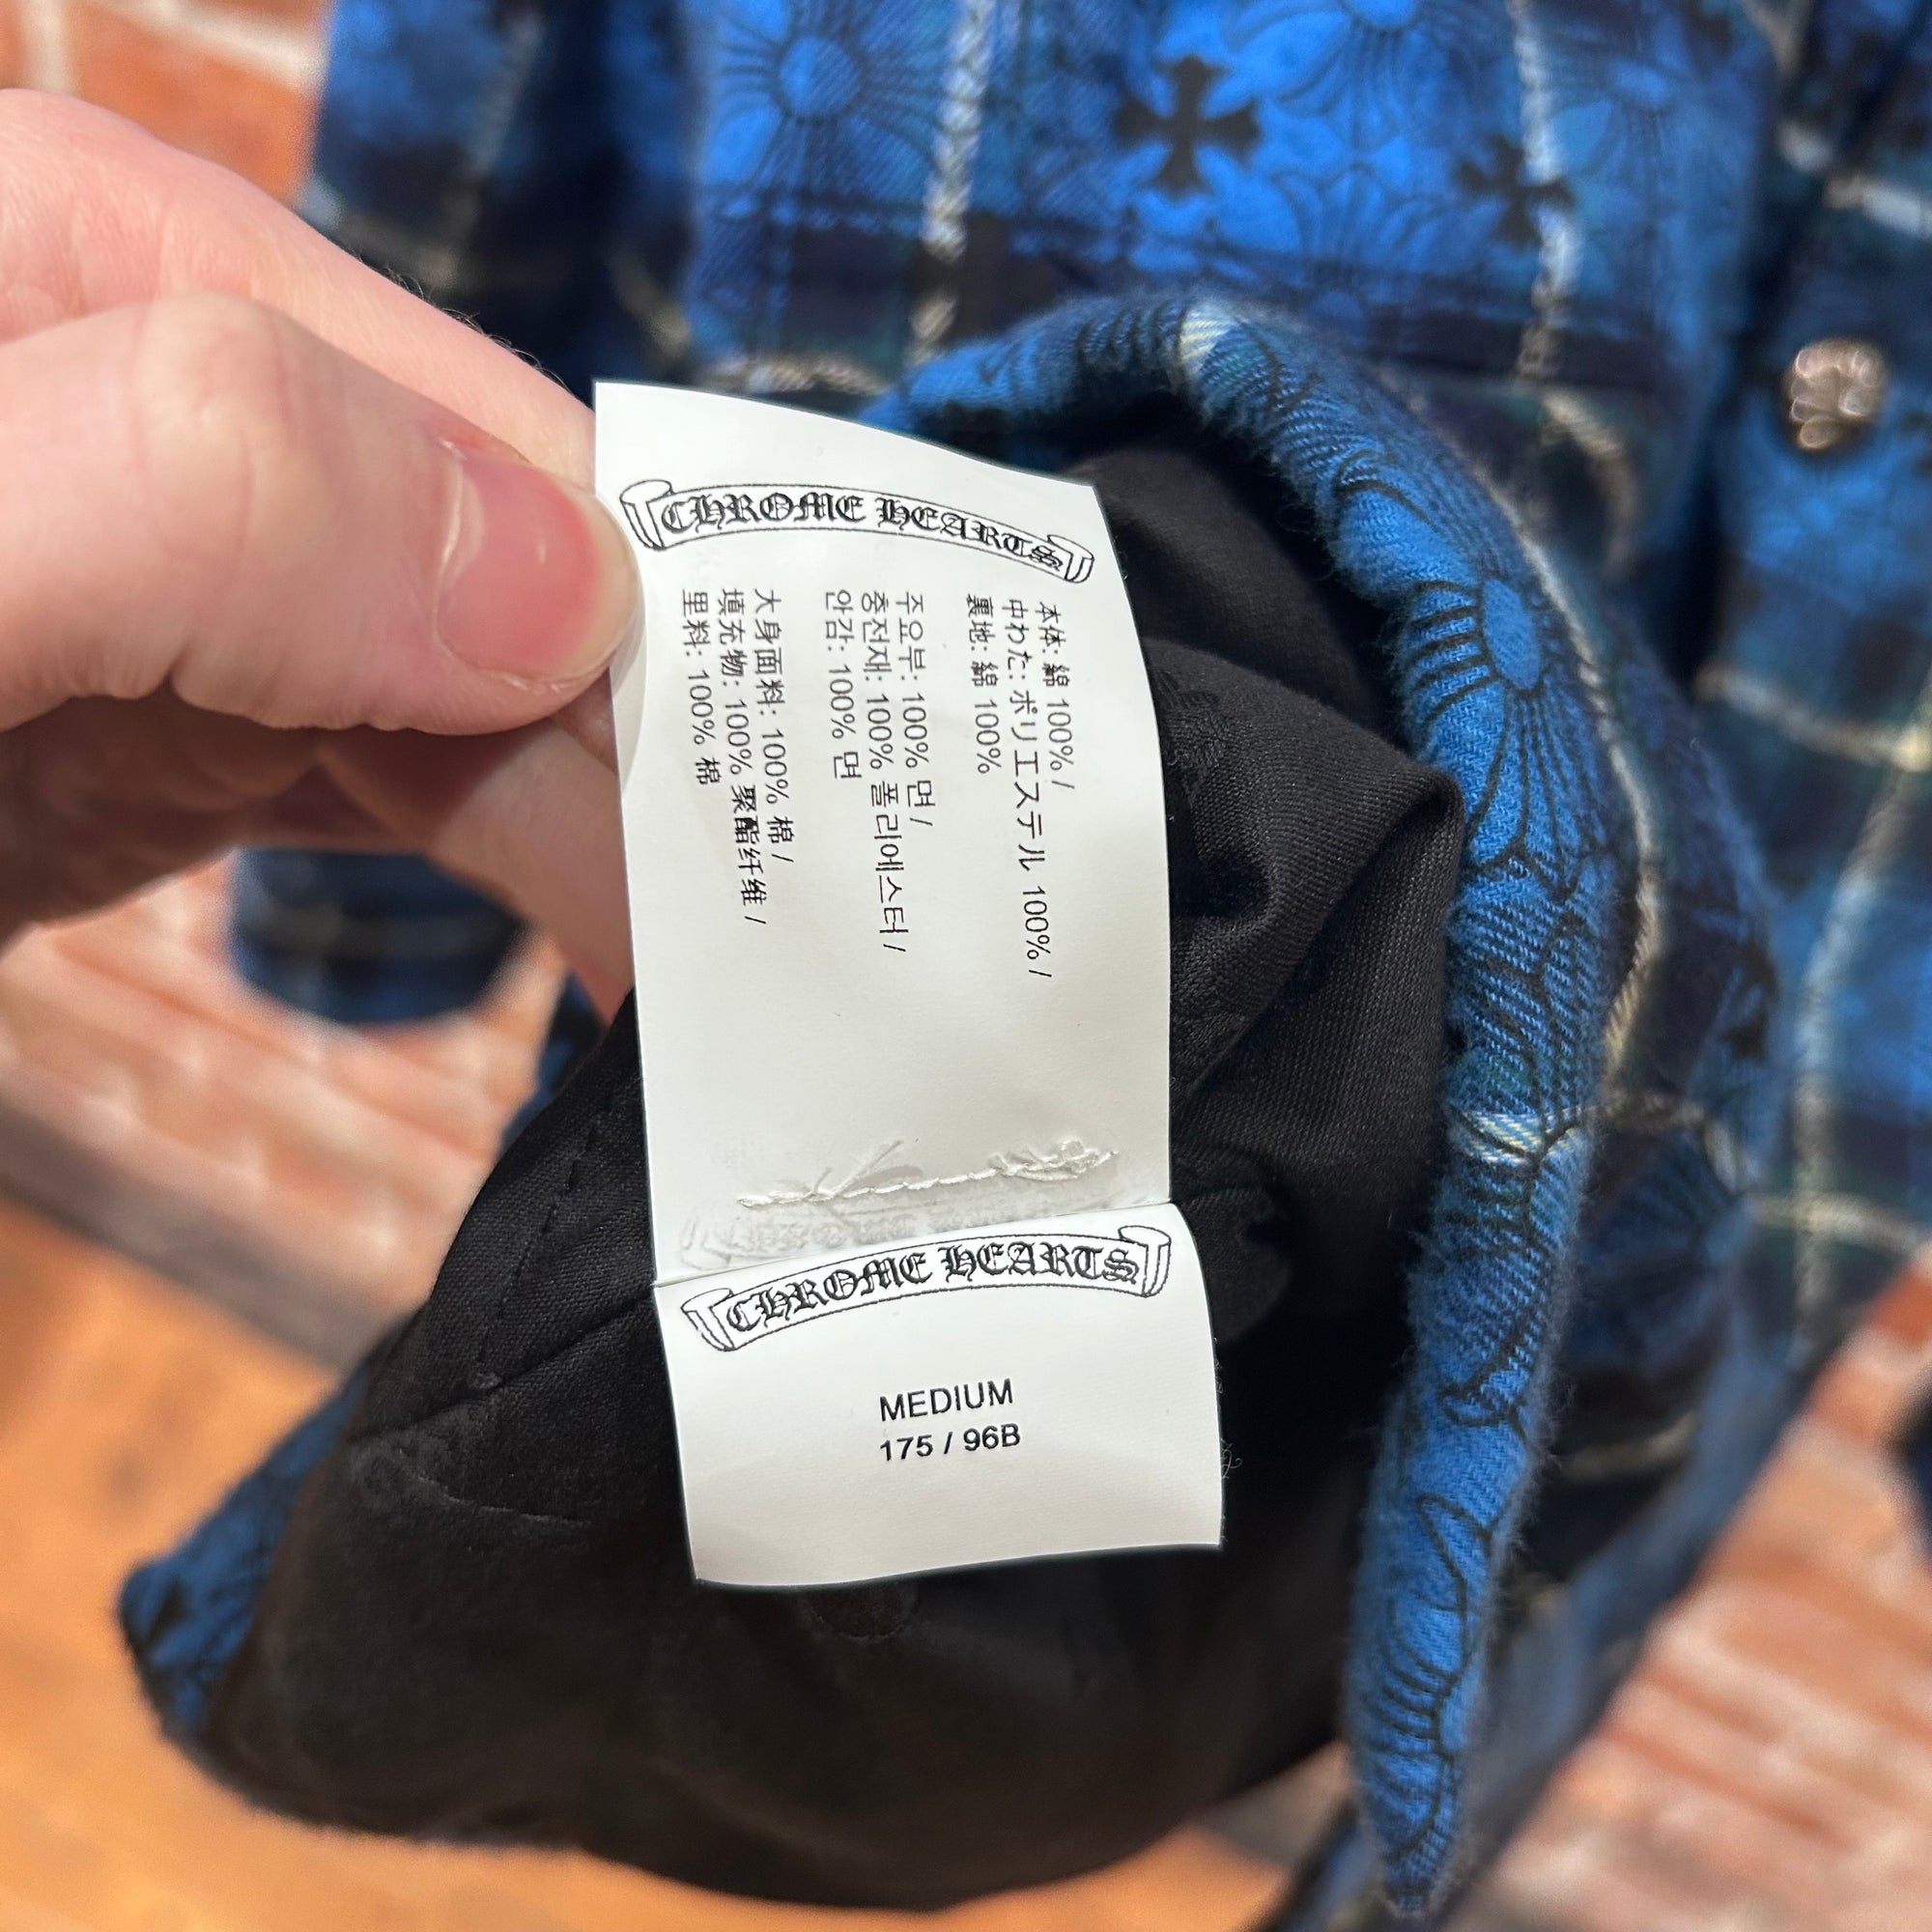 CHROME HEARTS
本体: 綿 100% /
中わた: ポリエステル 100% /
裏地: 綿 100%
주요부: 100% 면 /
충전재: 100% 폴리에스터 /
안감: 100% 면
大身面料: 100% 棉 /
填充物: 100% 聚酯纤维 /
里料: 100% 棉
CHROME HEARTS
MEDIUM
175 / 96B